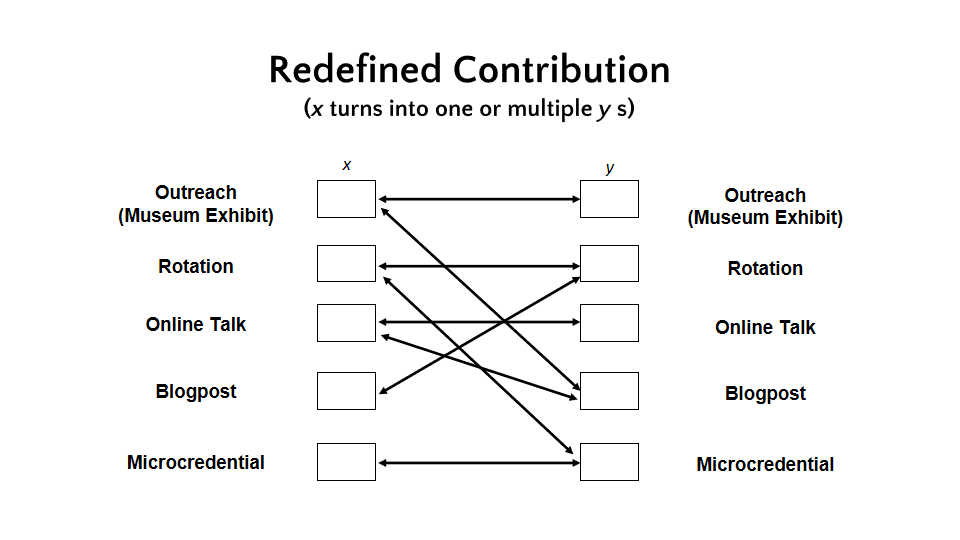 Redefined Contribution
(x turns into one or multiple y s)
x
y
Outreach
(Museum Exhibit)
Outreach
(Museum Exhibit)
Rotation
Rotation
Online Talk
Online Talk
Blogpost
Blogpost
Microcredential
Microcredential